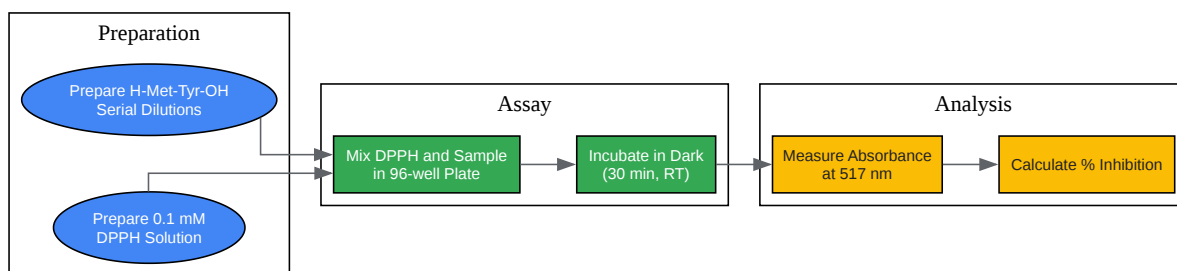 Preparation
Prepare H-Met-Tyr-OH
Serial Dilutions
Prepare 0.1 mM
DPPH Solution
Assay
Mix DPPH and Sample
in 96-well Plate
Incubate in Dark
(30 min, RT)
Analysis
Measure Absorbance
at 517 nm
Calculate % Inhibition